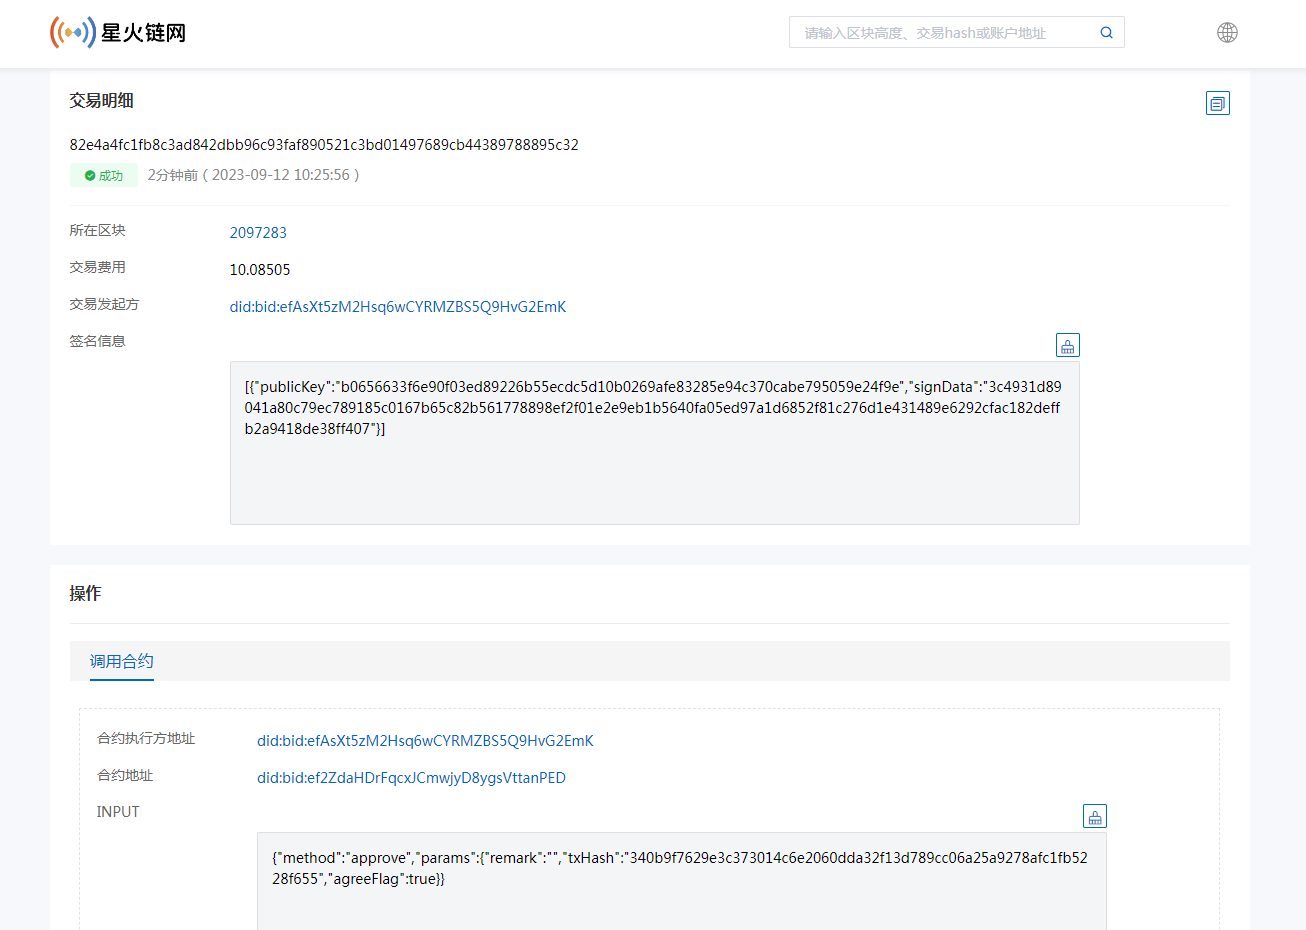 星火链网
请输入区块高度、交易hash或账户地址
交易明细
82e4a4fc1fb8c3ad842dbb96c93faf890521c3bd01497689cb44389788895c32
成功 2分钟前 ( 2023-09-12 10:25:56 )
所在区块 2097283
交易费用 10.08505
交易发起方 did:bid:efAsXt5zM2Hsq6wCYRMZBS5Q9HvG2EmK
签名信息
[{"publicKey":"b0656633f6e90f03ed89226b55ecdc5d10b0269afe83285e94c370cabe795059e24f9e","signData":"3c4931d89
041a80c79ec789185c0167b65c82b561778898ef2f01e2e9eb1b5640fa05ed97a1d6852f81c276d1e431489e6292cfac182deff
b2a9418de38ff407"}]
操作
调用合约
合约执行方地址 did:bid:efAsXt5zM2Hsq6wCYRMZBS5Q9HvG2EmK
合约地址 did:bid:ef2ZdaHDrFqcxJCmwjyD8ygsVttanPED
INPUT
{"method":"approve","params":{"remark":"","txHash":"340b9f7629e3c373014c6e2060dda32f13d789cc06a25a9278afc1fb52
28f655","agreeFlag":true}}